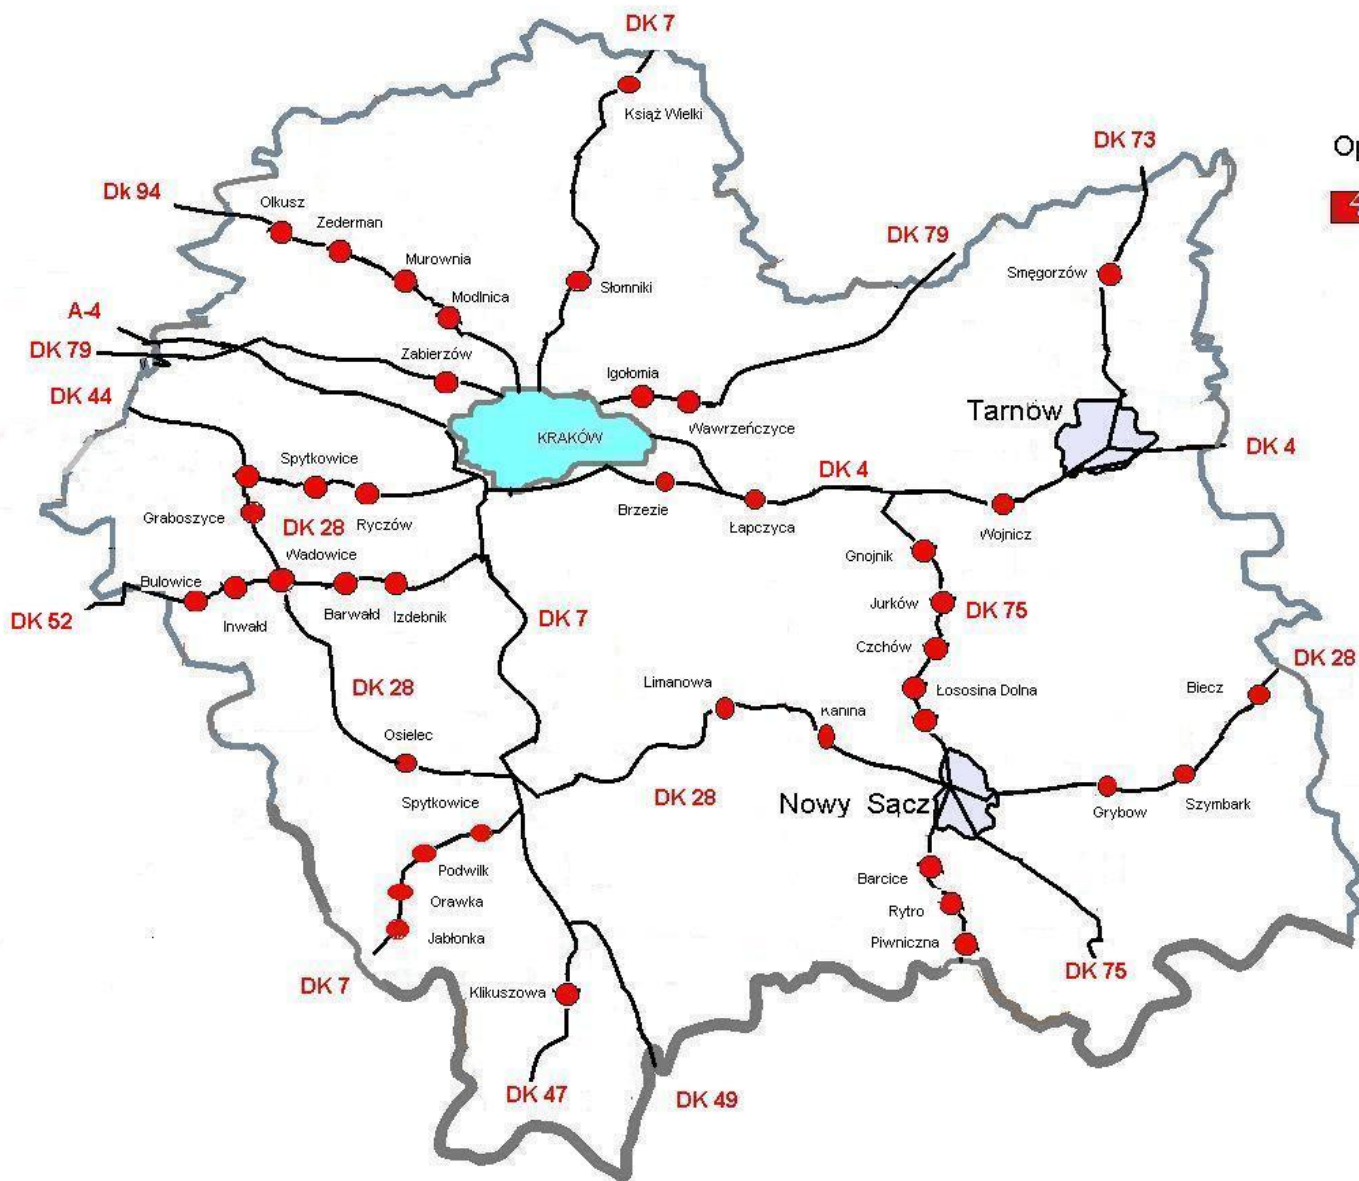 DK 7
Książ Wielki
DK 73
Op
4
Dk 94
Olkusz
Zederman
DK 79
Murownia
Smęgorzów
Słomniki
Modlnica
A-4
DK 79
Zabierzów
Igołomia
DK 44
Tarnów
Wawrzeńczyce
KRAKÓW
DK 4
Spytkowice
DK 4
Graboszyce
DK 28
Ryczów
Brzezie
Łapczyca
Wojnicz
Wadowice
Gnojnik
Bulowice
DK 52
Inwałd
Barwałd
Izdebnik
DK 7
Jurków
DK 75
Czchów
DK 28
DK 28
Limanowa
Łososina Dolna
Biecz
Kanina
Osielec
DK 28
Spytkowice
Nowy Sącz
Grybow
Szymbark
Podwilk
Barcice
Orawka
Rytro
Jabłonka
Piwniczna
DK 7
DK 75
Klikuszowa
DK 47
DK 49